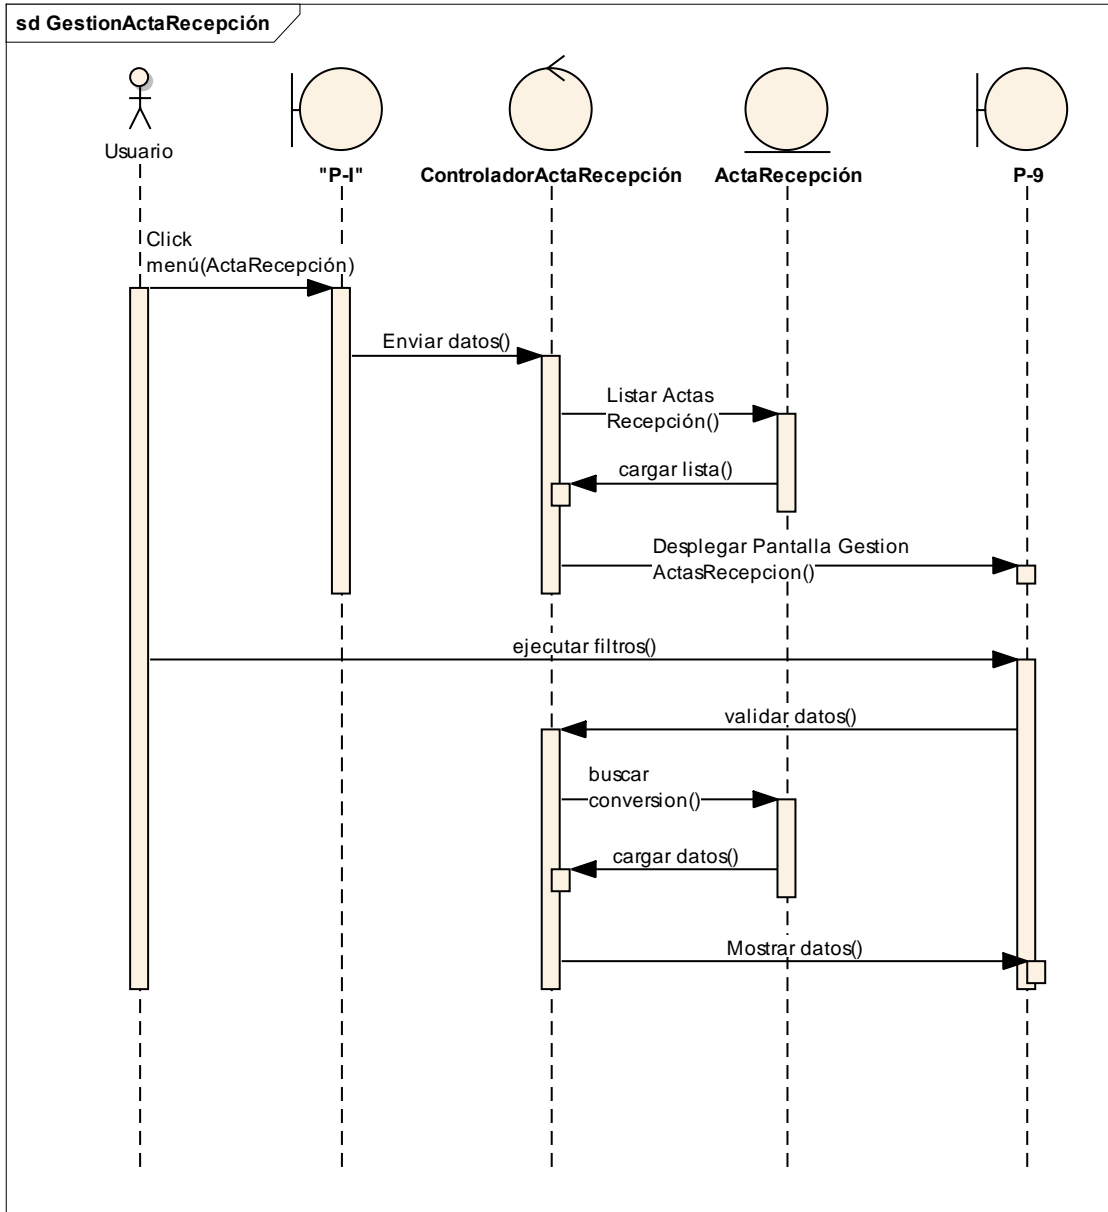 sd GestionActaRecepción
Usuario
"P-I"
ControladorActaRecepción
ActaRecepción
P-9
Click
menú(ActaRecepción)
Enviar datos()
Listar Actas
Recepción()
cargar lista()
Desplegar Pantalla Gestion
ActasRecepcion()
ejecutar filtros()
validar datos()
buscar
conversion()
cargar datos()
Mostrar datos()